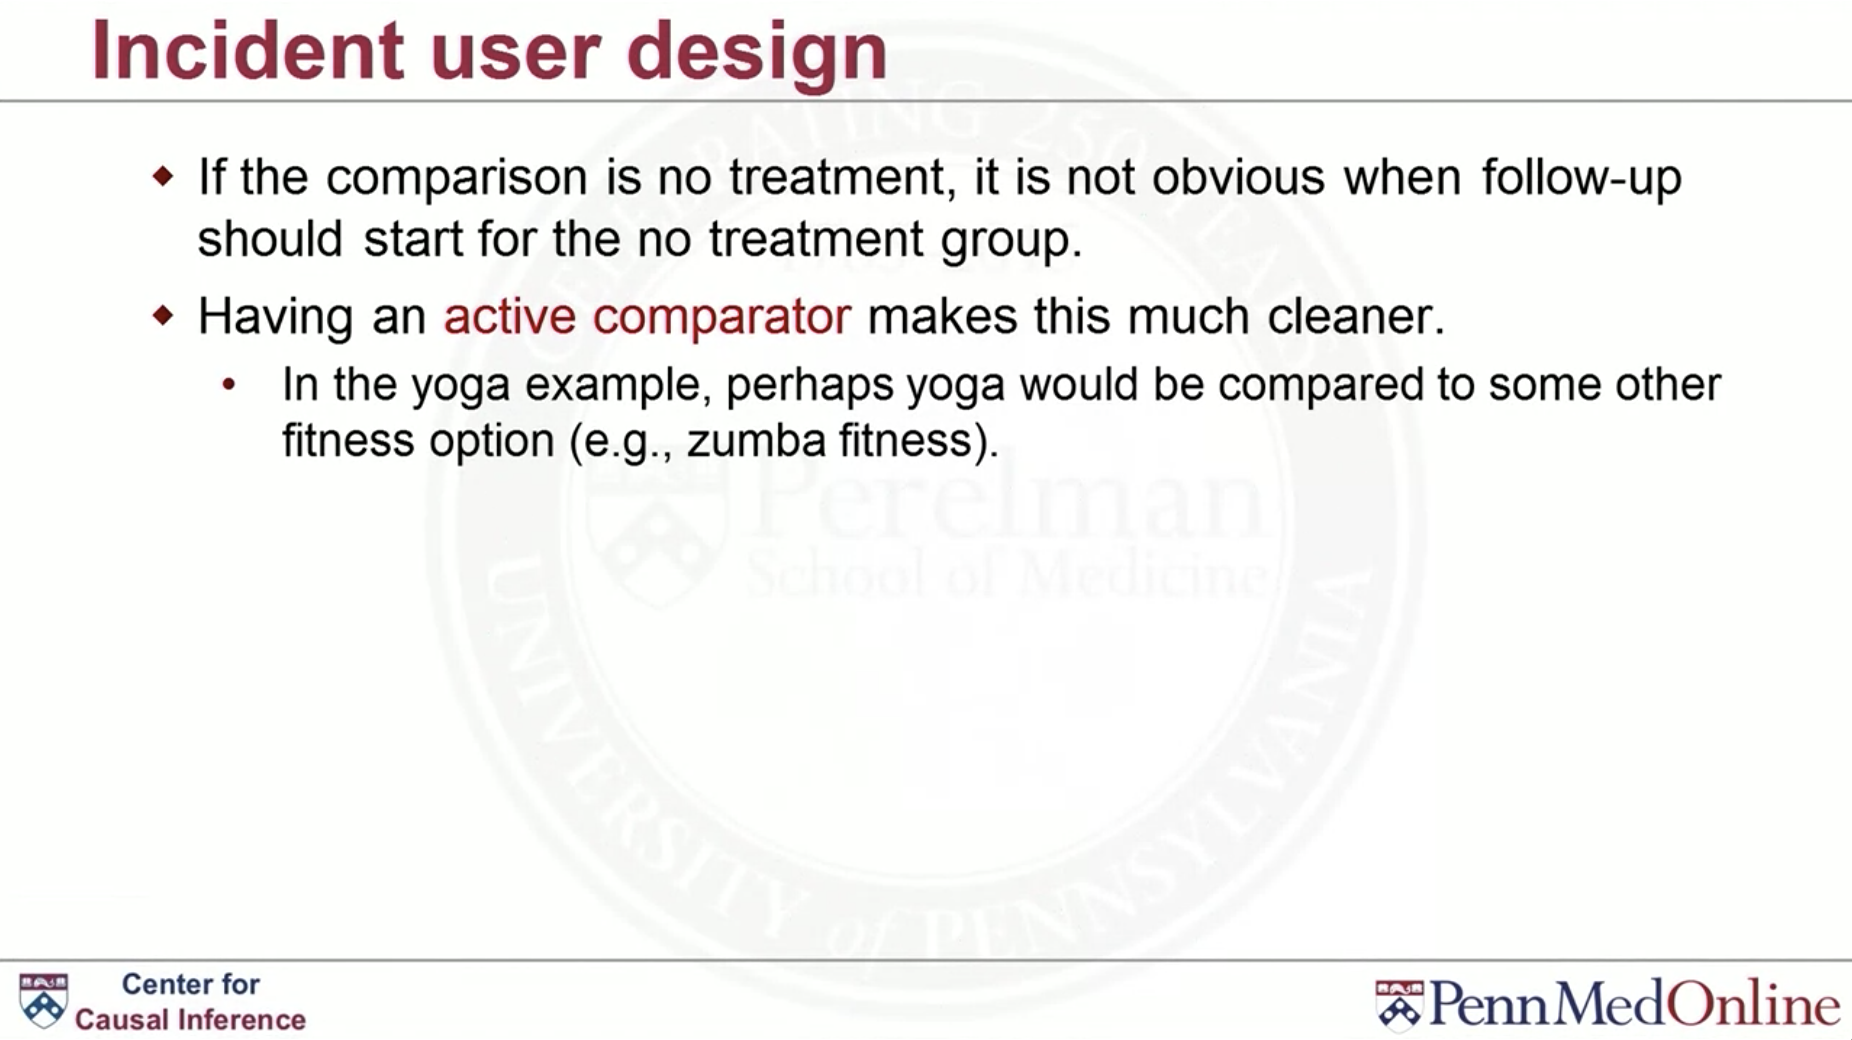 Incident user design
If the comparison is no treatment, it is not obvious when follow-up
should start for the no treatment group.
Having an active comparator makes this much cleaner.
In the yoga example, perhaps yoga would be compared to some other
fitness option (e.g., zumba fitness).
CELEBRATING 250 YEARS
Perelman
School of Medicine
UNIVERSITY of PENNSYLVANIA
Center for
Causal Inference
PennMedOnline